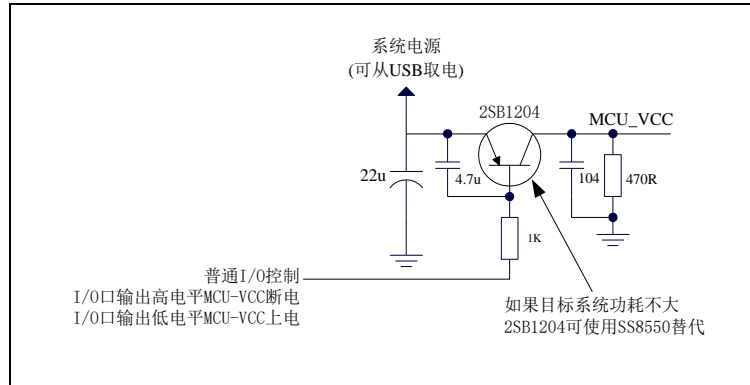 系统电源
(可从USB取电)
2SB1204
MCU_VCC
22u
4.7u
104
470R
1K
普通I/O控制
I/O口输出高电平MCU-VCC断电
I/O口输出低电平MCU-VCC上电
如果目标系统功耗不大
2SB1204可使用SS8550替代